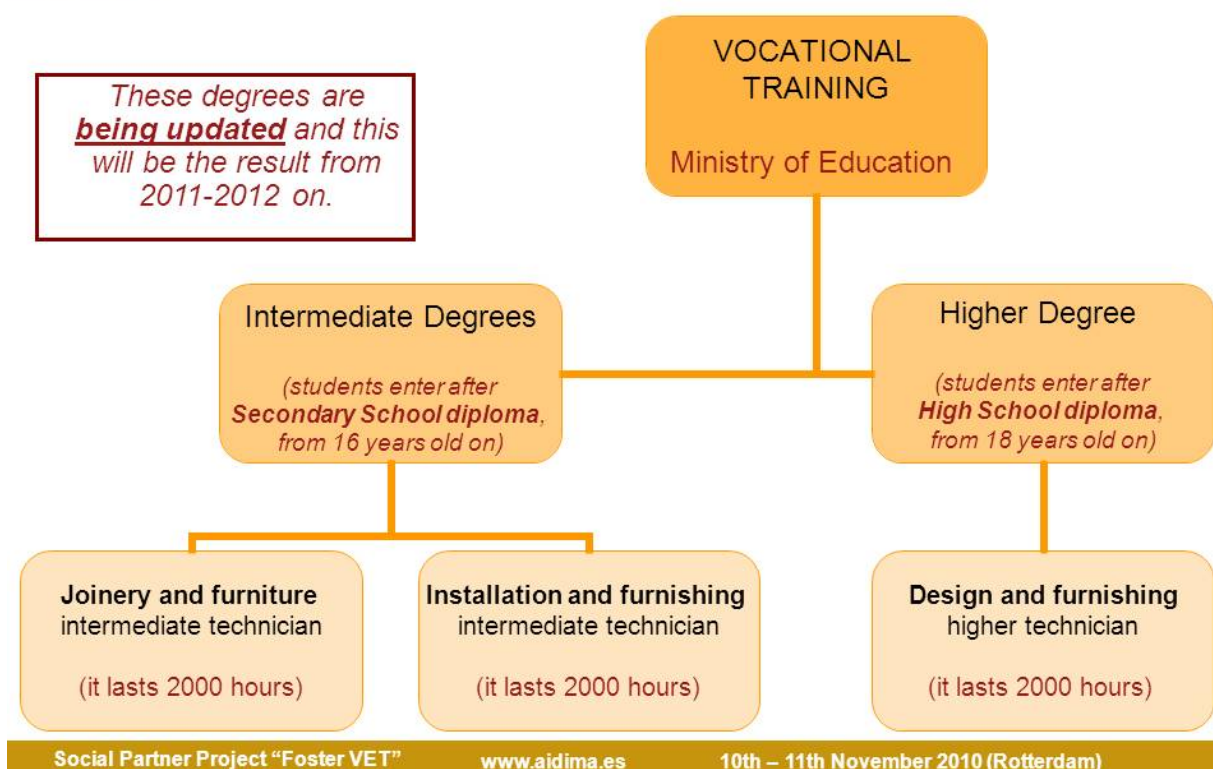 VOCATIONAL
TRAINING
Ministry of Education
These degrees are
being updated and this
will be the result from
2011-2012 on.
Intermediate Degrees
(students enter after
Secondary School diploma,
from 16 years old on)
Higher Degree
(students enter after
High School diploma,
from 18 years old on)
Joinery and furniture
intermediate technician
(it lasts 2000 hours)
Installation and furnishing
intermediate technician
(it lasts 2000 hours)
Design and furnishing
higher technician
(it lasts 2000 hours)
Social Partner Project “Foster VET” www.aidima.es 10th – 11th November 2010 (Rotterdam)